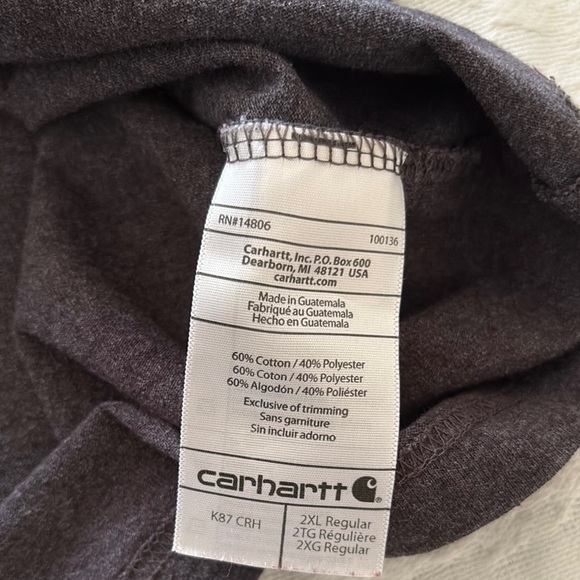 RN#14806
100136
Carhartt, Inc. P.O. Box 600
Dearborn, MI 48121 USA
carhartt.com
Made in Guatemala
Fabriqué au Guatemala
Hecho en Guatemala
60% Cotton / 40% Polyester
60% Coton / 40% Polyester
60% Algodón / 40% Poliéster
Exclusive of trimming
Sans garniture
Sin incluir adorno
carhartt
K87 CRH
2XL Regular
2TG Régulière
2XG Regular